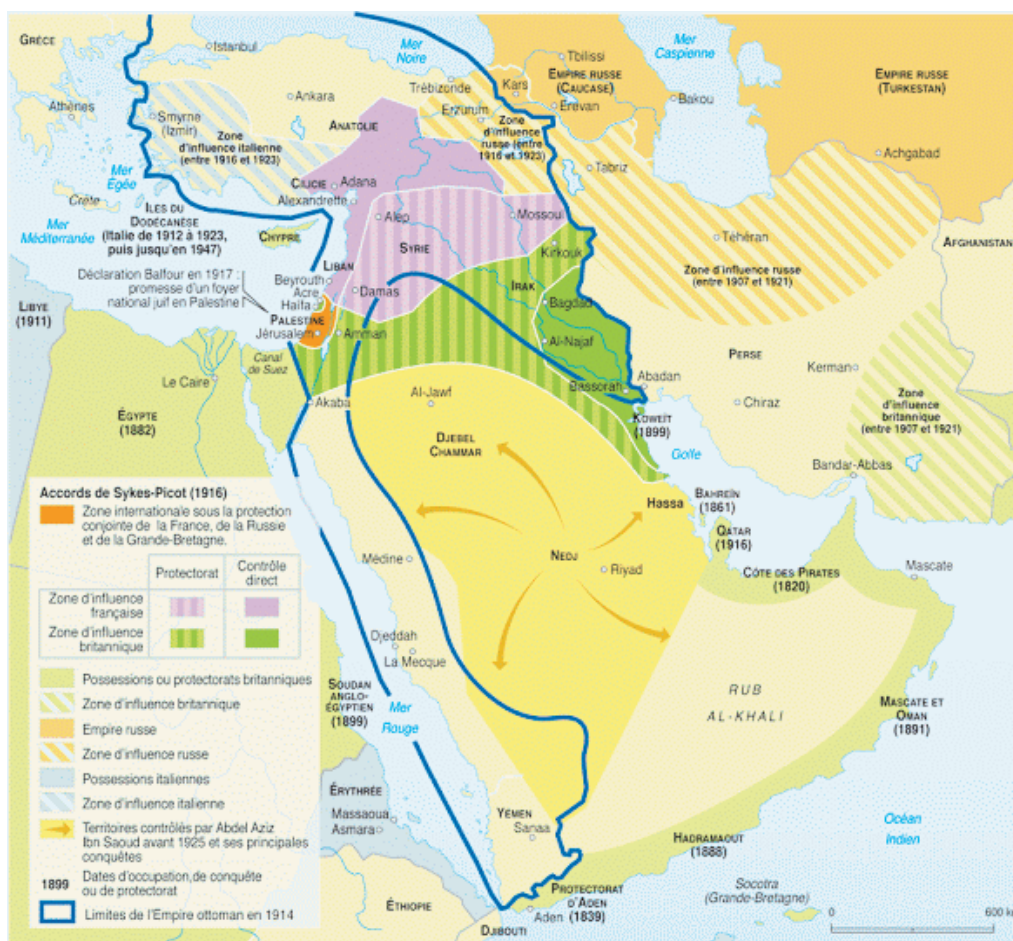 GRÈCE
Istanbul
Mer
Noire
Tbilissi
Mer
Caspienne
EMPIRE RUSSE
(CAUCASE)
EMPIRE RUSSE
(TURKESTAN)
Trébizonde
Kars
Ankara
Erzurum
Erevan
Bakou
Athènes
Smyrne
(Izmir)
Zone
d'influence italienne
(entre 1916 et 1923)
ANATOLIE
Zone
d'influence
russe (entre
1916 et 1923)
Tabriz
Achgabad
Mer
Égée
CILICIE
Adana
Alexandrette
Crète
Mer
Méditerranée
ILES DU
DODÉCANÈSE
(Italie de 1912 à 1923,
puis jusqu'en 1947)
CHYPRE
Alep
Mossoul
SYRIE
Kirkouk
Téhéran
AFGHANISTAN
Zone d'influence russe
(entre 1907 et 1921)
Déclaration Balfour en 1917 :
promesse d'un foyer
national juif en Palestine
LIBAN
Beyrouth
Acre
Haïfa
Damas
IRAK
Bagdad
LIBYE
(1911)
PALESTINE
Jérusalem
Amman
Al-Najaf
PERSE
Canal
de Suez
Le Caire
Bassorah
Abadan
Kerman
Akaba
Al-Jawf
KOWEÏT
(1899)
Chiraz
Zone
d'influence
britannique
(entre 1907 et 1921)
ÉGYPTE
(1882)
DJEBEL
CHAMMAR
Golfe
Bandar-Abbas
Hassa
BAHREÏN
(1861)
QATAR
(1916)
Médine
NEDJ
Riyad
CÔTE DES PIRATES
(1820)
Mascate
Djeddah
La Mecque
SOUDAN
ANGLO-
ÉGYPTIEN
(1899)
Mer
Rouge
RUB
AL-KHALI
MASCATE ET
OMAN
(1891)
ÉRYTHRÉE
Massaoua
Asmara
YÉMEN
Sanaa
HADRAMAOUT
(1888)
Océan
Indien
ÉTHIOPIE
PROTECTORAT
D'ADEN
(1839)
Aden
DJIBOUTI
Socotra
(Grande-Bretagne)
0 600 km
Accords de Sykes-Picot (1916)
Zone internationale sous la protection
conjointe de la France, de la Russie
et de la Grande-Bretagne.
Protectorat
Contrôle
direct
Zone d'influence
française
Zone d'influence
britannique
Possessions ou protectorats britanniques
Zone d'influence britannique
Empire russe
Zone d'influence russe
Possessions italiennes
Zone d'influence italienne
Territoires contrôlés par Abdel Aziz
Ibn Saoud avant 1925 et ses principales
conquêtes
1899 Dates d'occupation, de conquête
ou de protectorat
Limites de l'Empire ottoman en 1914